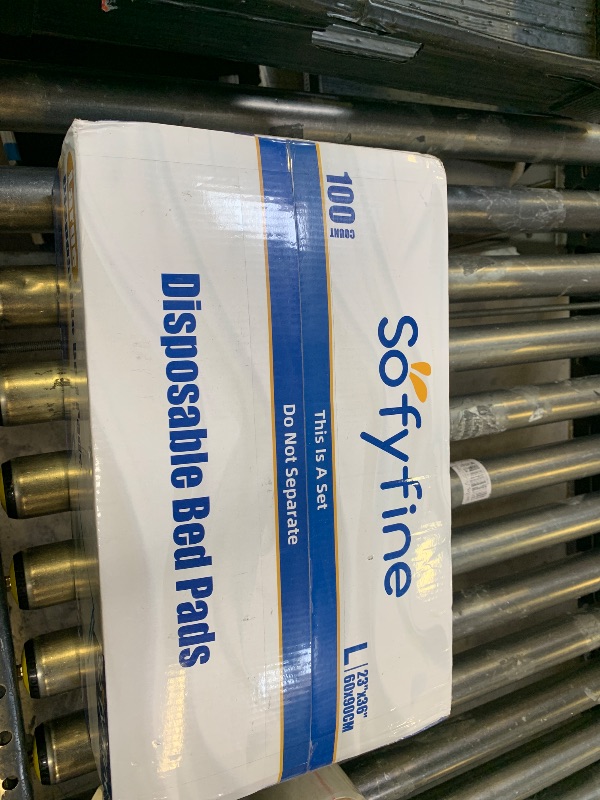 Sofyfine
100
COUNT
This Is A Set
Do Not Separate
L
23"x36"
60X90CM
Disposable Bed Pads